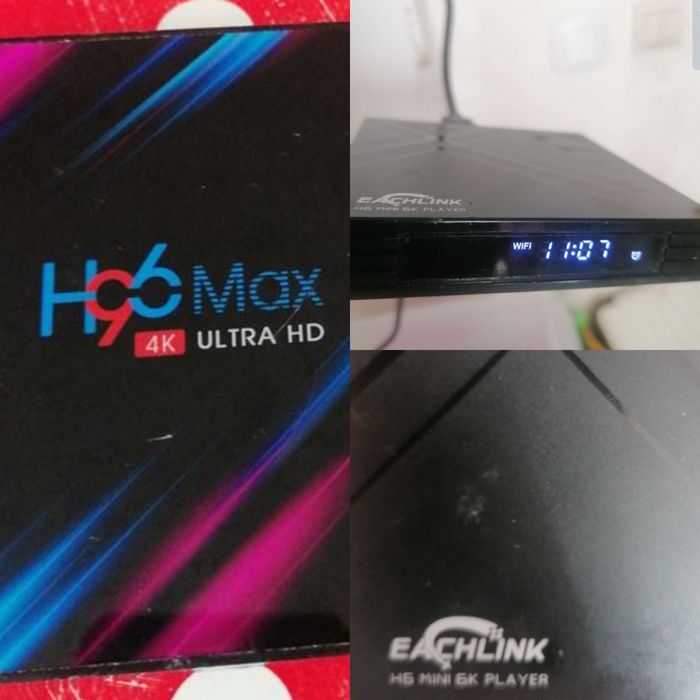 H96 Max
4K ULTRA HD
EACHLINK
H6 MINI 6K PLAYER
WIFI 11:07
EACHLINK
H6 MINI 6K PLAYER